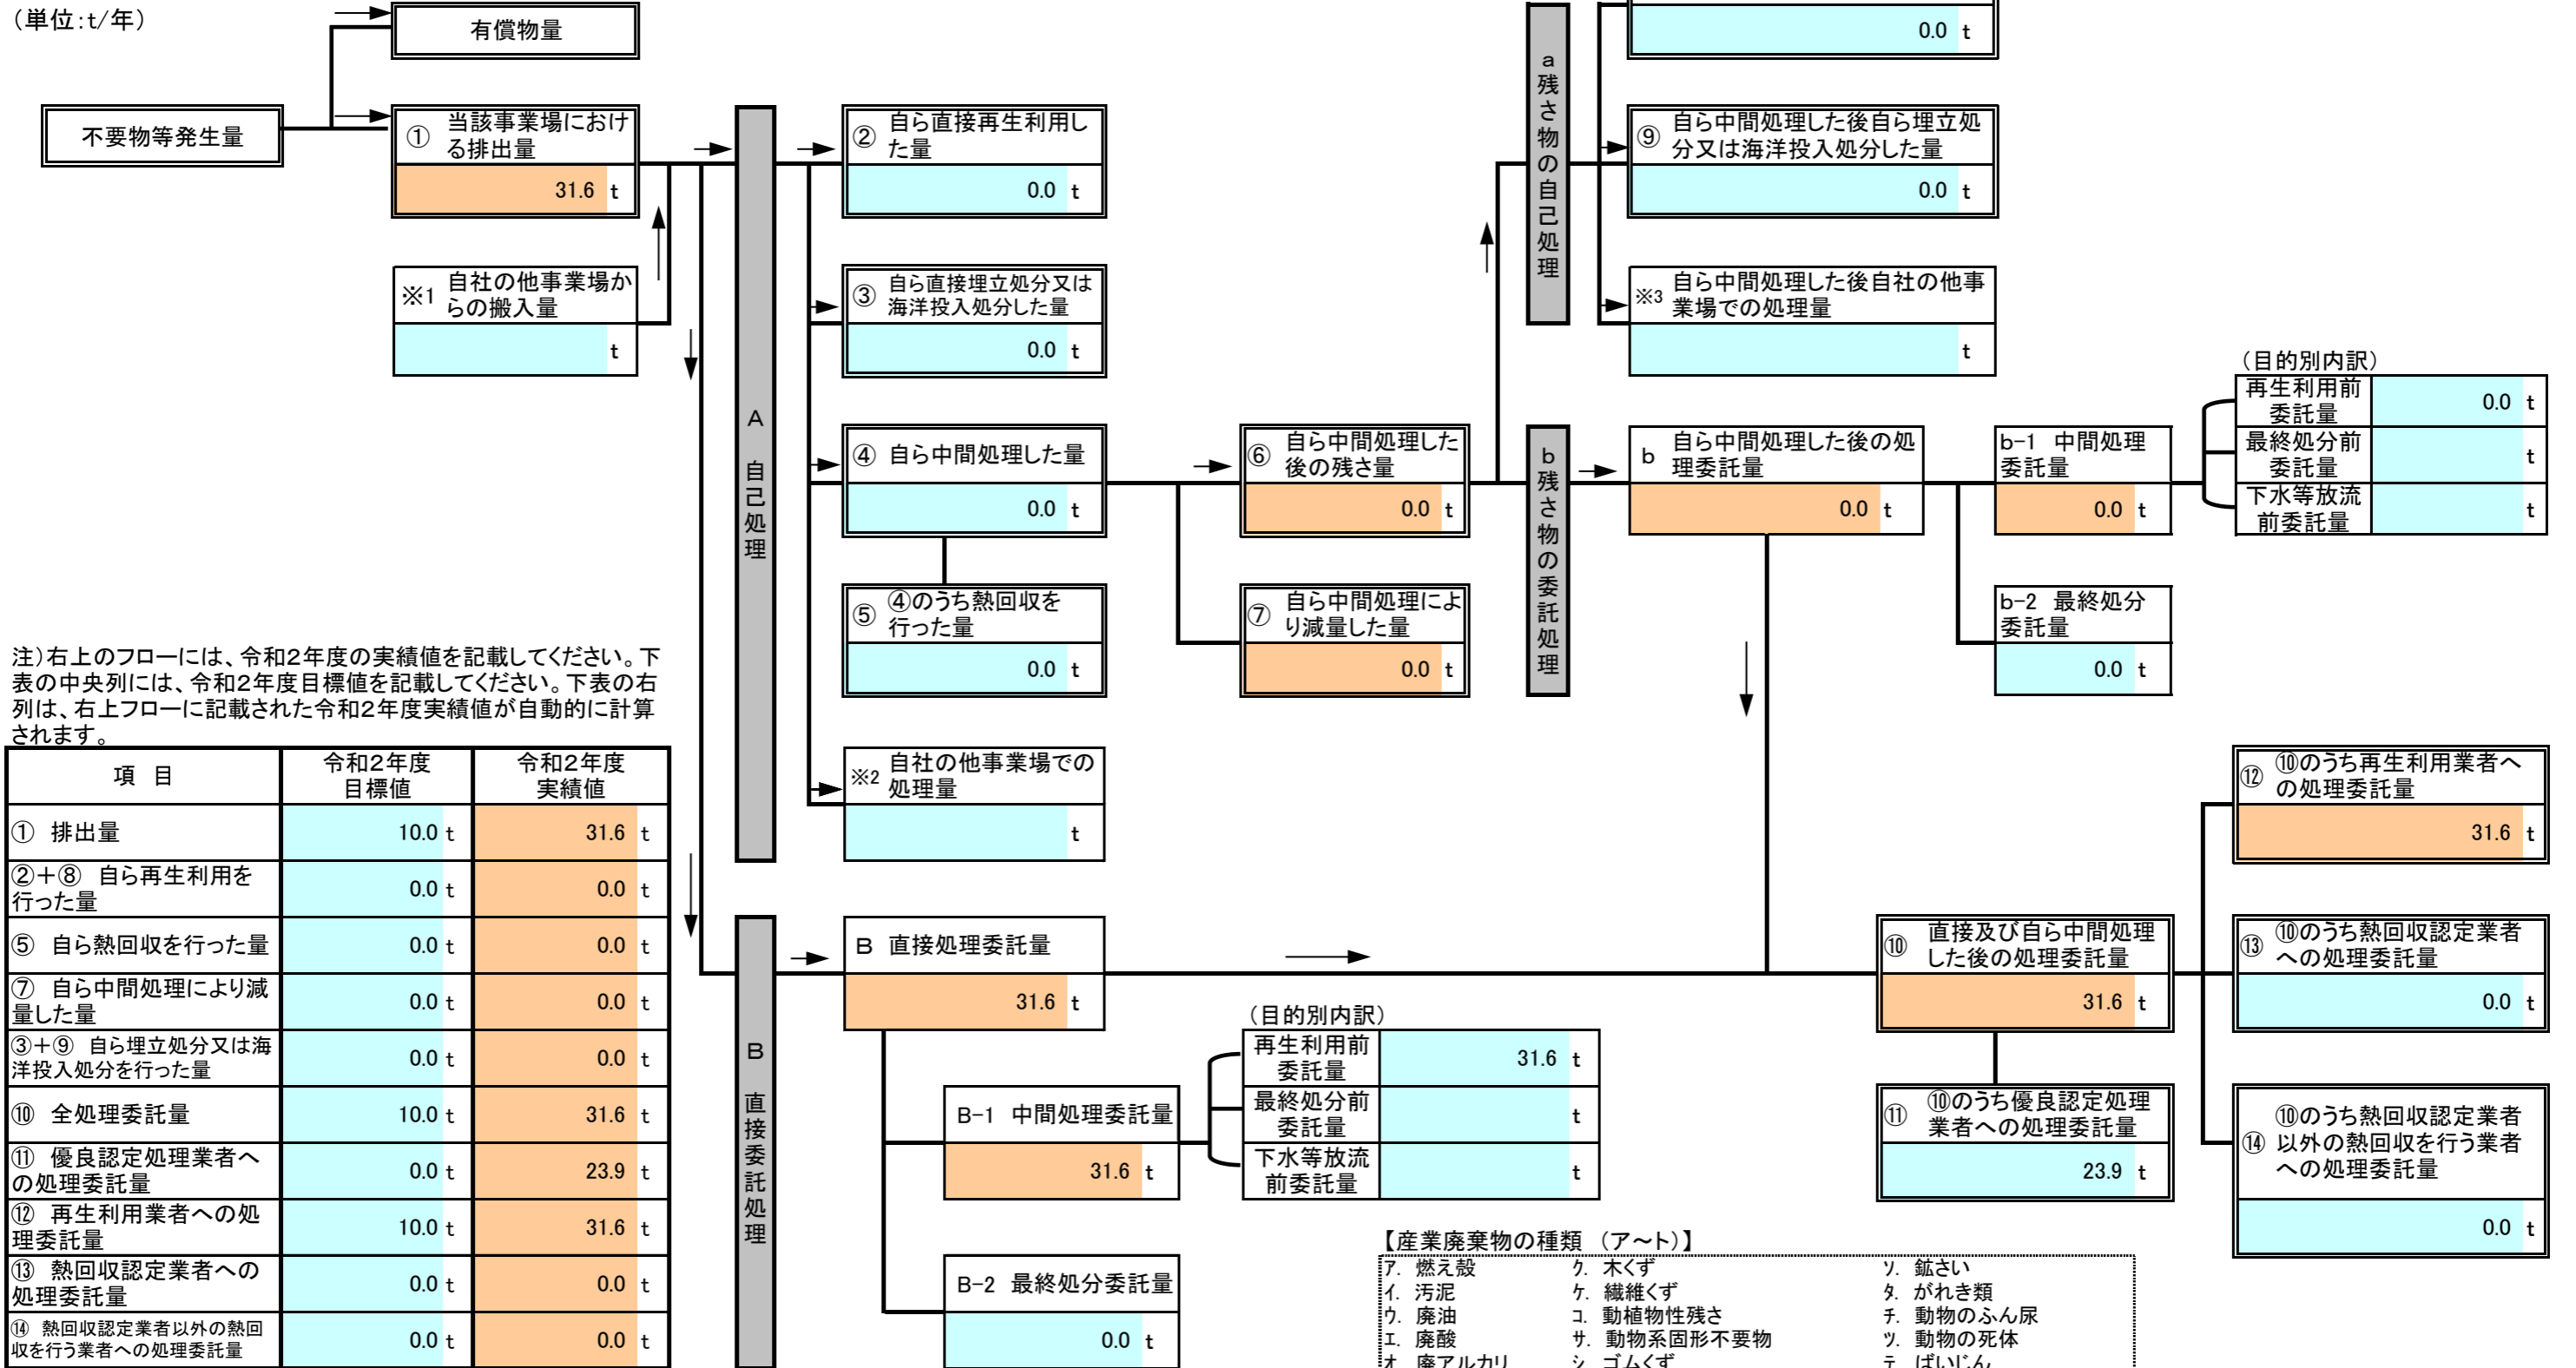 （単位：t/年）
有償物量
不要物等発生量
① 当該事業場におけ
る排出量
31.6 t
※1 自社の他事業場か
らの搬入量
t
A 自己処理
② 自ら直接再生利用し
た量
0.0 t
③ 自ら直接埋立処分又は
海洋投入処分した量
0.0 t
④ 自ら中間処理した量
0.0 t
⑤ ④のうち熱回収を
行った量
0.0 t
※2 自社の他事業場での
処理量
t
⑥ 自ら中間処理した
後の残さ量
0.0 t
⑦ 自ら中間処理によ
り減量した量
0.0 t
a 残さ物の自己処理
0.0 t
⑨ 自ら中間処理した後自ら埋立処
分又は海洋投入処分した量
0.0 t
※3 自ら中間処理した後自社の他事
業場での処理量
t
b 残さ物の委託処理
b 自ら中間処理した後の処
理委託量
0.0 t
b-1 中間処理
委託量
0.0 t
b-2 最終処分
委託量
0.0 t
（目的別内訳）
再生利用前
委託量
0.0 t
最終処分前
委託量
t
下水等放流
前委託量
t
注）右上のフローには、令和2年度の実績値を記載してください。下
表の中央列には、令和2年度目標値を記載してください。下表の右
列は、右上フローに記載された令和2年度実績値が自動的に計算
されます。
項 目
令和2年度
目標値
令和2年度
実績値
① 排出量 10.0 t 31.6 t
②＋⑧ 自ら再生利用を
行った量 0.0 t 0.0 t
⑤ 自ら熱回収を行った量 0.0 t 0.0 t
⑦ 自ら中間処理により減
量した量 0.0 t 0.0 t
③＋⑨ 自ら埋立処分又は海
洋投入処分を行った量 0.0 t 0.0 t
⑩ 全処理委託量 10.0 t 31.6 t
⑪ 優良認定処理業者へ
の処理委託量 0.0 t 23.9 t
⑫ 再生利用業者への処
理委託量 10.0 t 31.6 t
⑬ 熱回収認定業者への
処理委託量 0.0 t 0.0 t
⑭ 熱回収認定業者以外の熱回
収を行う業者への処理委託量 0.0 t 0.0 t
B 直接委託処理
B 直接処理委託量
31.6 t
B-1 中間処理委託量
31.6 t
B-2 最終処分委託量
0.0 t
（目的別内訳）
再生利用前
委託量
31.6 t
最終処分前
委託量
t
下水等放流
前委託量
t
⑩ 直接及び自ら中間処理
した後の処理委託量
31.6 t
⑪ ⑩のうち優良認定処理
業者への処理委託量
23.9 t
⑫ ⑩のうち再生利用業者へ
の処理委託量
31.6 t
⑬ ⑩のうち熱回収認定業者
への処理委託量
0.0 t
⑭ ⑩のうち熱回収認定業者
以外の熱回収を行う業者
への処理委託量
0.0 t
【産業廃棄物の種類 （ア～ト）】
ア. 燃え殻 ク. 木くず ソ. 鉱さい
イ. 汚泥 ケ. 繊維くず タ. がれき類
ウ. 廃油 コ. 動植物性残さ チ. 動物のふん尿
エ. 廃酸 サ. 動物系固形不要物 ツ. 動物の死体
オ. 廃アルカリ シ. ゴムくず テ. ばいじん